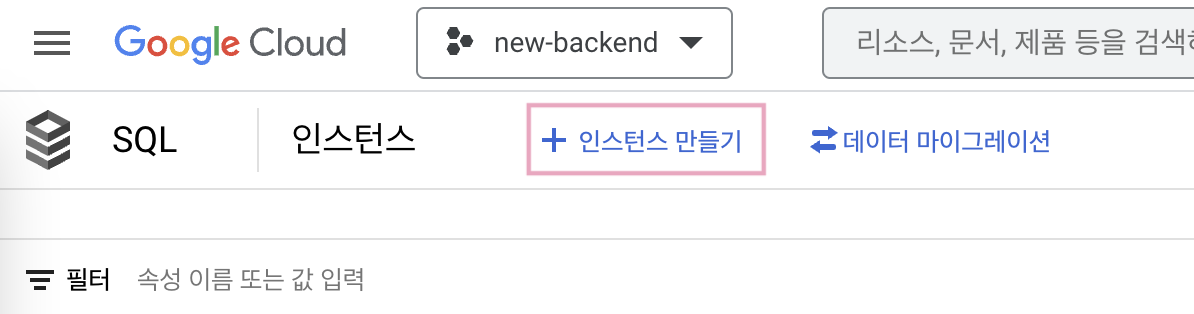 Google Cloud new-backend 리소스, 문서, 제품 등을 검색
SQL 인스턴스 + 인스턴스 만들기 데이터 마이그레이션
필터 속성 이름 또는 값 입력